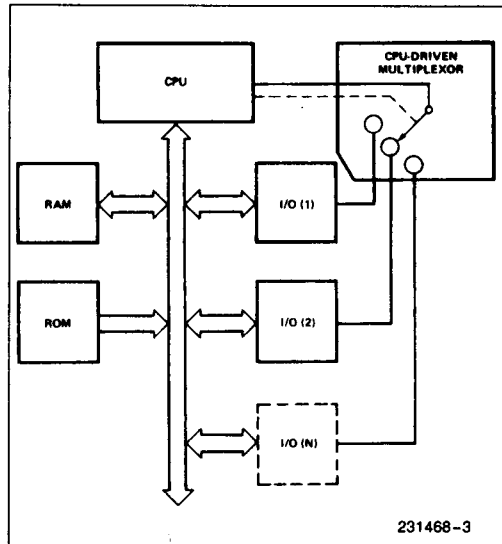 CPU-DRIVEN
MULTIPLEXOR
CPU
RAM
I/O (1)
ROM
I/O (2)
I/O (N)
231468-3